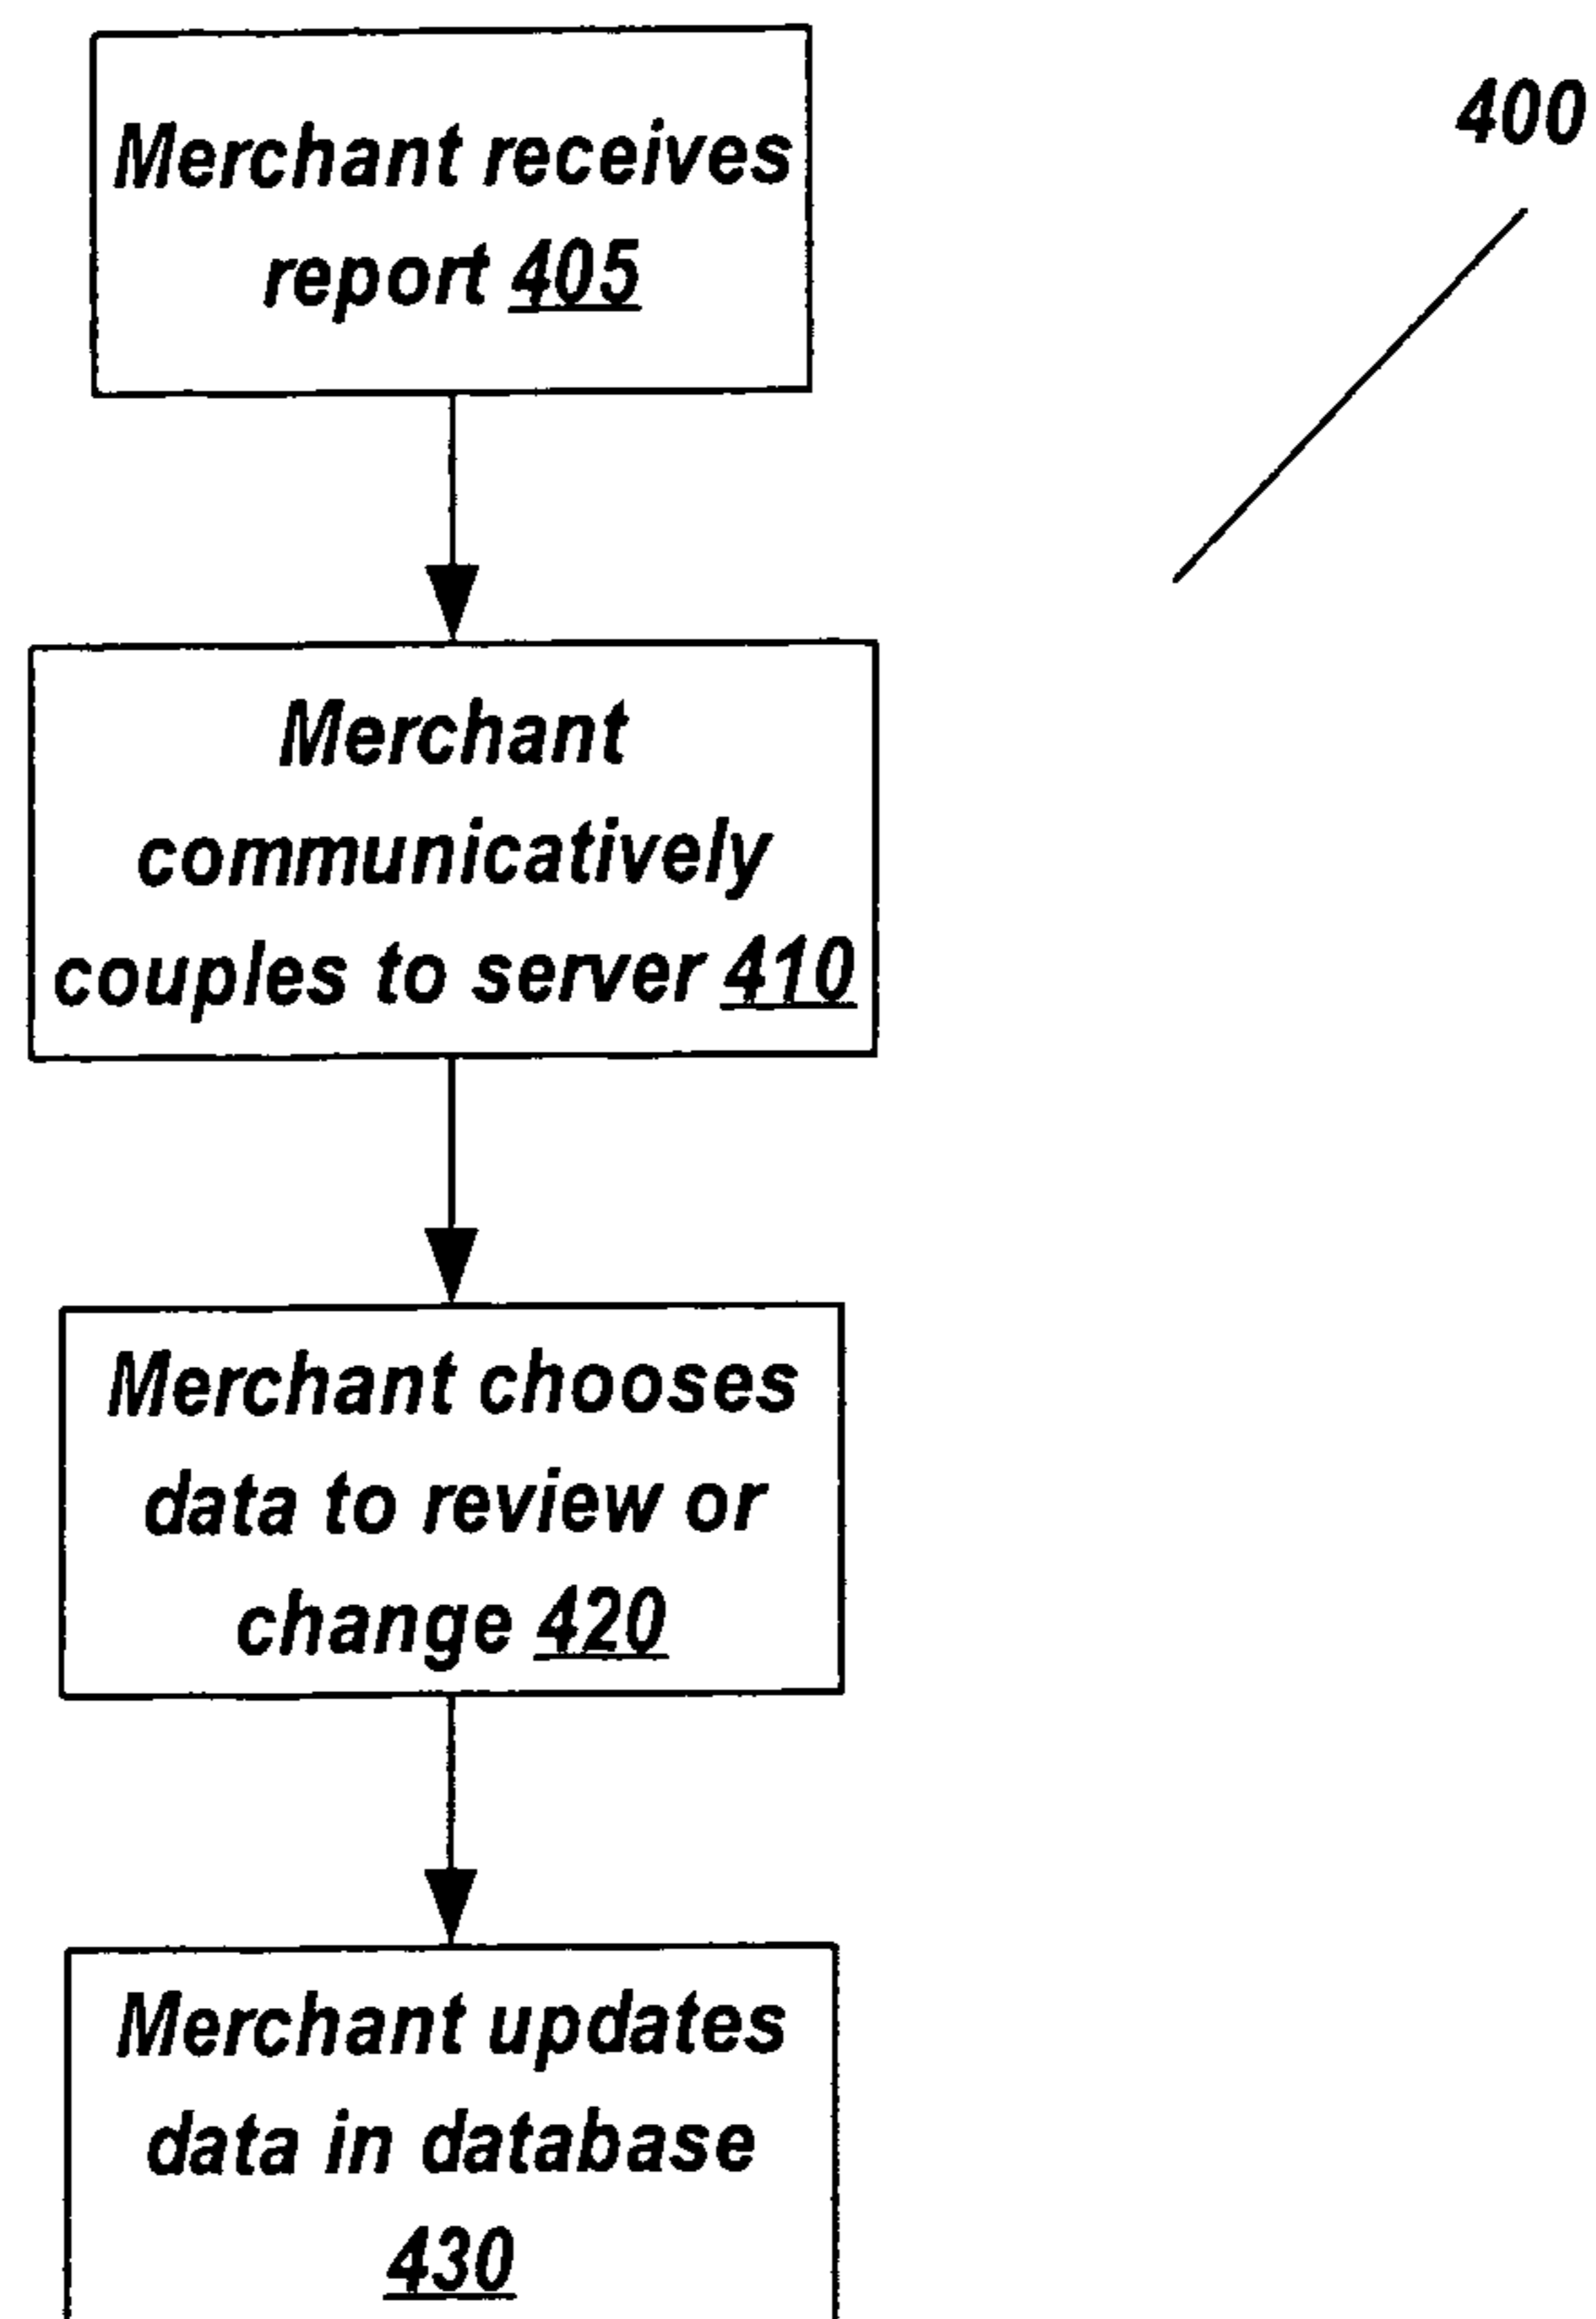 400
Merchant receives
report 405
Merchant
communicatively
couples to server 410
Merchant chooses
data to review or
change 420
Merchant updates
data in database
430